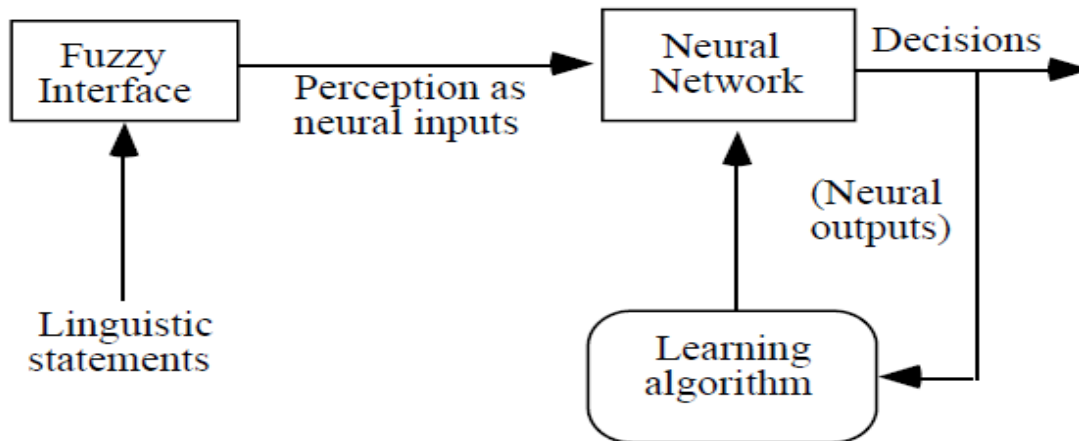 Fuzzy
Interface
Perception as
neural inputs
Neural
Network
Decisions
(Neural
outputs)
Linguistic
statements
Learning
algorithm